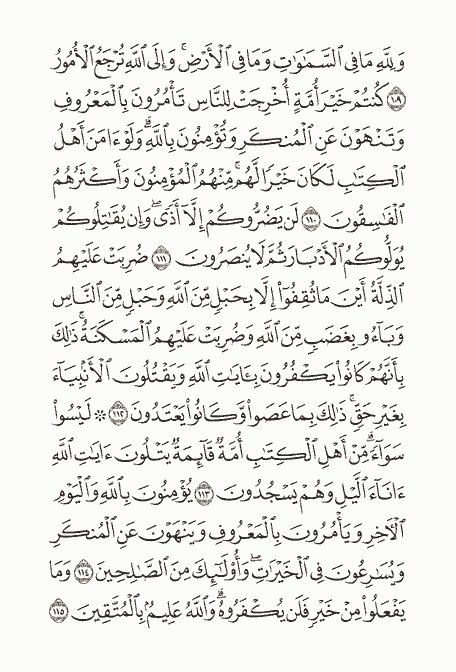 وَلِلَّهِ مَا فِي ٱلسَّمَٰوَٰتِ وَمَا فِي ٱلْأَرْضِ ۚ وَإِلَى ٱللَّهِ تُرْجَعُ ٱلْأُمُورُ
١٠٩ كُنتُمْ خَيْرَ أُمَّةٍ أُخْرِجَتْ لِلنَّاسِ تَأْمُرُونَ بِٱلْمَعْرُوفِ
وَتَنْهَوْنَ عَنِ ٱلْمُنكَرِ وَتُؤْمِنُونَ بِٱللَّهِ ۗ وَلَوْ ءَامَنَ أَهْلُ
ٱلْكِتَٰبِ لَكَانَ خَيْرًا لَّهُم ۚ مِّنْهُمُ ٱلْمُؤْمِنُونَ وَأَكْثَرُهُمُ
ٱلْفَٰسِقُونَ ١١٠ لَن يَضُرُّوكُمْ إِلَّآ أَذًى ۖ وَإِن يُقَٰتِلُوكُمْ
يُوَلُّوكُمُ ٱلْأَدْبَارَ ثُمَّ لَا يُنصَرُونَ ١١١ ضُرِبَتْ عَلَيْهِمُ
ٱلذِّلَّةُ أَيْنَ مَا ثُقِفُوٓا۟ إِلَّا بِحَبْلٍ مِّنَ ٱللَّهِ وَحَبْلٍ مِّنَ ٱلنَّاسِ
وَبَآءُو بِغَضَبٍ مِّنَ ٱللَّهِ وَضُرِبَتْ عَلَيْهِمُ ٱلْمَسْكَنَةُ ۚ ذَٰلِكَ
بِأَنَّهُمْ كَانُوا۟ يَكْفُرُونَ بِـَٔايَٰتِ ٱللَّهِ وَيَقْتُلُونَ ٱلْأَنۢبِيَآءَ
بِغَيْرِ حَقٍّ ۚ ذَٰلِكَ بِمَا عَصَوا۟ وَّكَانُوا۟ يَعْتَدُونَ ١١٢ ۞ لَيْسُوا۟
سَوَآءً ۗ مِّنْ أَهْلِ ٱلْكِتَٰبِ أُمَّةٌ قَآئِمَةٌ يَتْلُونَ ءَايَٰتِ ٱللَّهِ
ءَانَآءَ ٱلَّيْلِ وَهُمْ يَسْجُدُونَ ١١٣ يُؤْمِنُونَ بِٱللَّهِ وَٱلْيَوْمِ
ٱلْءَاخِرِ وَيَأْمُرُونَ بِٱلْمَعْرُوفِ وَيَنْهَوْنَ عَنِ ٱلْمُنكَرِ
وَيُسَٰرِعُونَ فِي ٱلْخَيْرَٰتِ ۖ وَأُو۟لَٰٓئِكَ مِنَ ٱلصَّٰلِحِينَ ١١٤ وَمَا
يَفْعَلُوا۟ مِنْ خَيْرٍ فَلَن يُكْفَرُوهُ ۗ وَٱللَّهُ عَلِيمٌۢ بِٱلْمُتَّقِينَ ١١٥